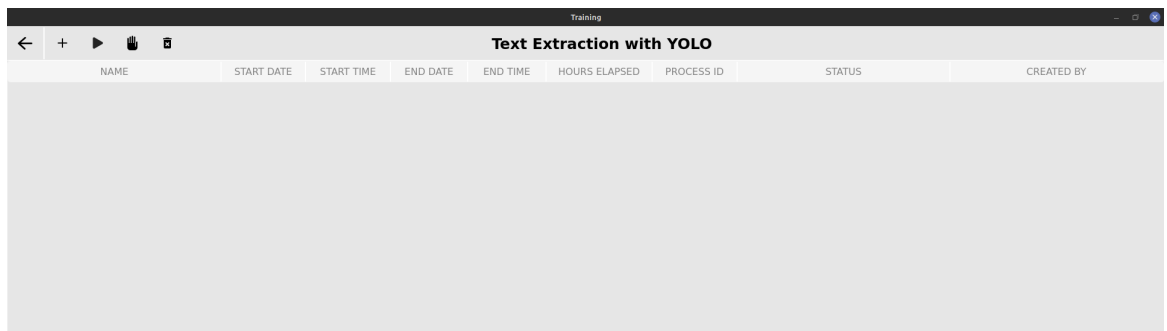 Training
Text Extraction with YOLO
NAME START DATE START TIME END DATE END TIME HOURS ELAPSED PROCESS ID STATUS CREATED BY